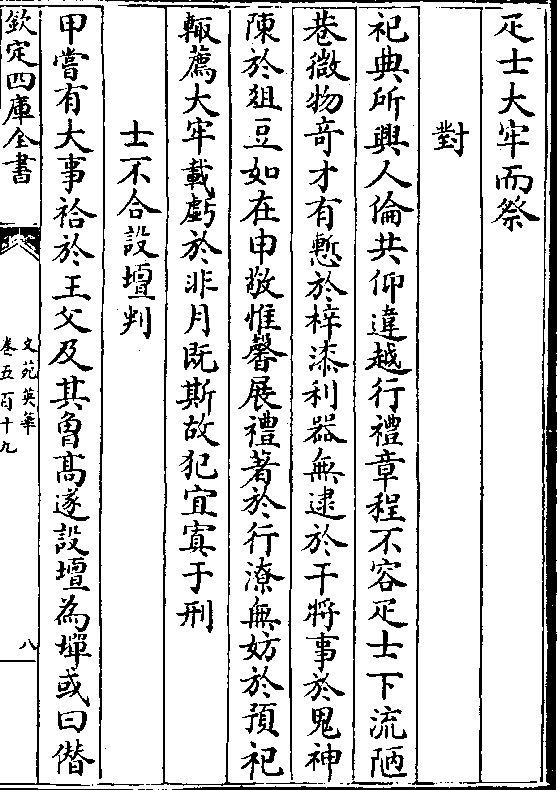 疋士大牢而祭
對
祀典所興人倫共仰違越行禮章程不容疋士下流陋
巷微物竒才有慙於梓漆利器無逮於干將事於鬼神
陳於俎豆如在申敬惟馨展禮著於行潦無妨於預祀
輙薦大牢載虧於非月既斯故犯宜寘于刑
士不合設壇判
甲嘗有大事祫於王父及其曾髙遂設壇為墠或曰僭
欽定四庫全書
文苑英華
卷五百十九
八